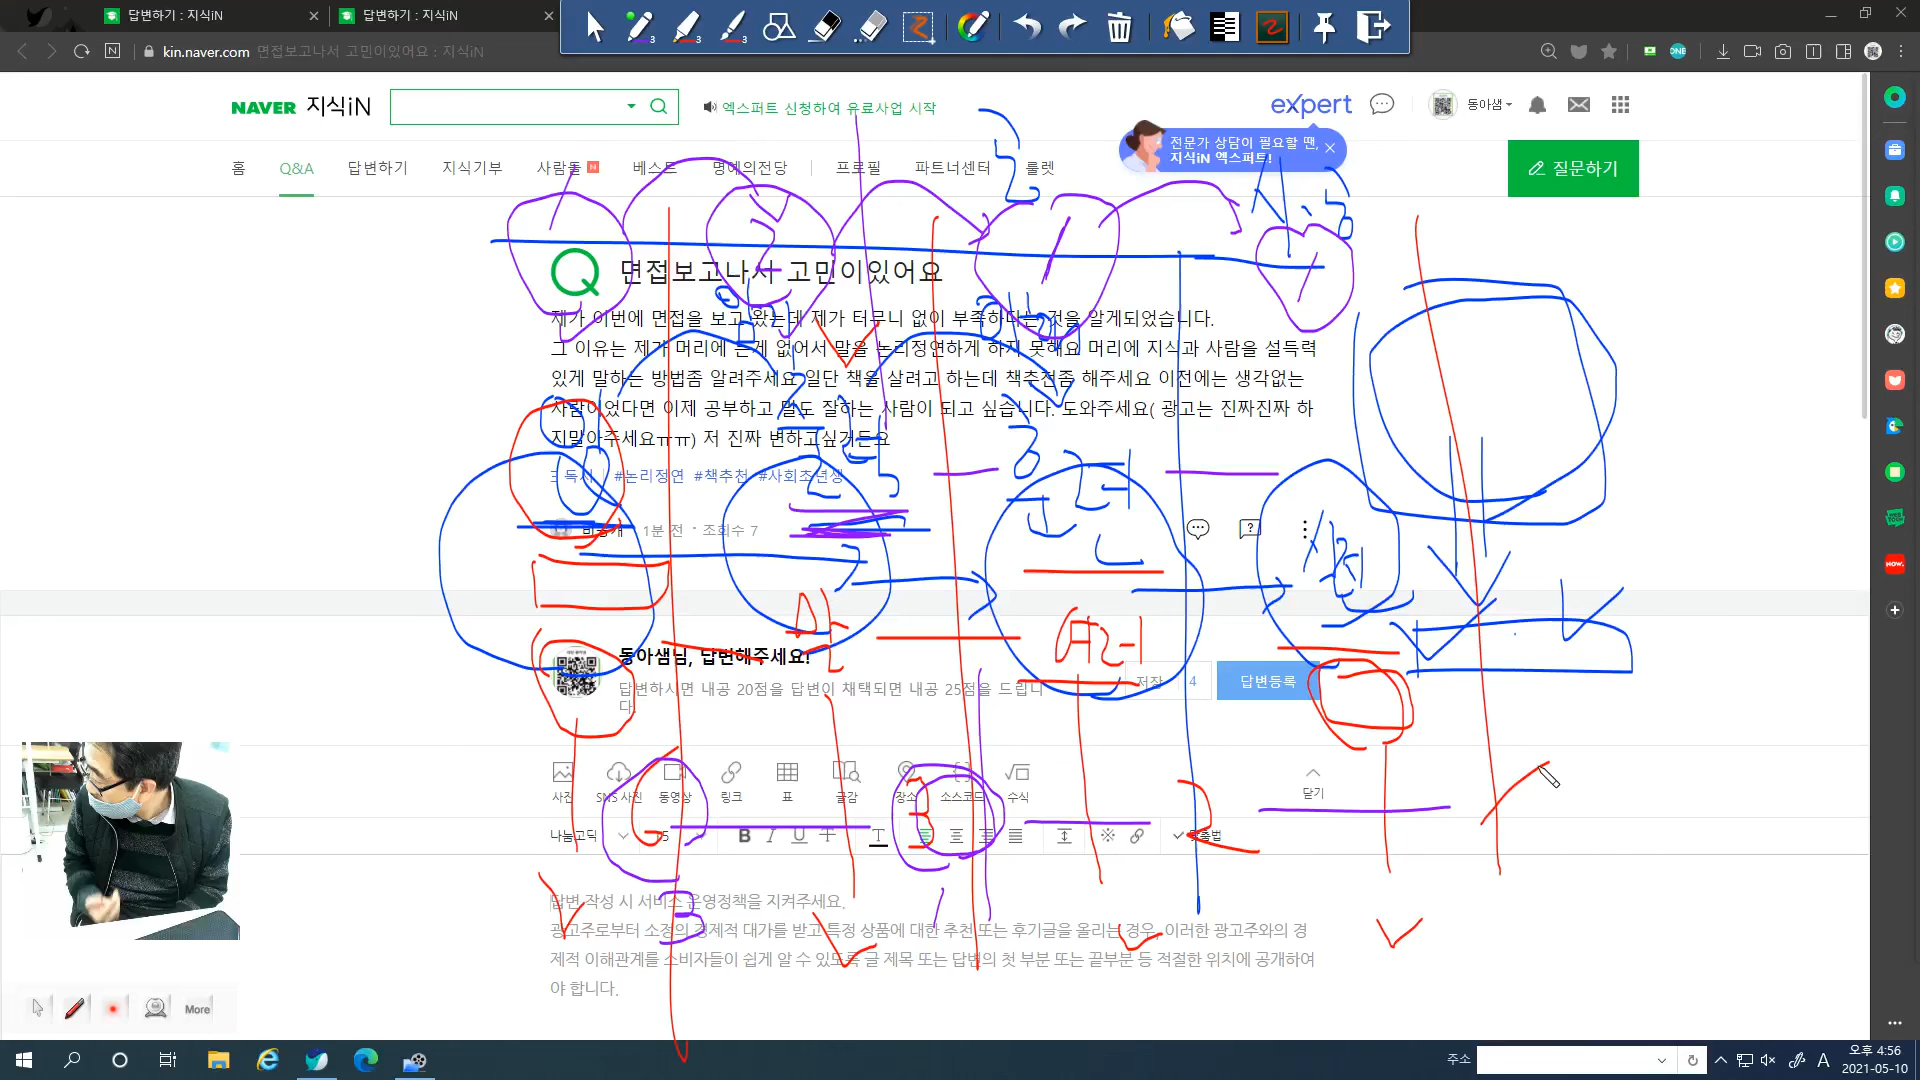 답변하기 : 지식iN
답변하기 : 지식iN
kin.naver.com 면접보고나서 고민이있어요 : 지식iN
NAVER 지식iN
엑스퍼트 신청하여 유료사업 시작
expert
동아샘
전문가 상담이 필요할 땐,
지식iN 엑스퍼트!
홈 Q&A 답변하기 지식기부 베스트 명예의전당 프로필 파트너센터 룰렛
질문하기
면접보고나서 고민이있어요
제가 이번에 면접을 보고 왔는데 제가 터무니 없이 부족하다는 것을 알게되었습니다.
그 이유는 제가 머리에 든게 없어서 말을 논리정연하게 하지 못해요 머리에 지식과 사람을 설득력
있게 말하는 방법좀 알려주세요 일단 책을 살려고 하는데 책추천좀 해주세요 이전에는 생각없는
사람이었다면 이제 공부하고 말도 잘하는 사람이 되고 싶습니다. 도와주세요( 광고는 진짜진짜 하
지말아주세요ㅠㅠ) 저 진짜 변하고싶거든요
독서 #논리정연 #책추천 #사회초년생
비공개 1분 전 · 조회수 7
동아샘님, 답변해주세요!
답변하시면 내공 20점을 답변이 채택되면 내공 25점을 드립니
다.
저장 4
답변등록
사진 SNS 사진 동영상 링크 표 글감 장소 소스코드 수식
닫기
나눔고딕 15 맞춤법
답변 작성 시 서비스 운영정책을 지켜주세요.
광고주로부터 소정의 경제적 대가를 받고 특정 상품에 대한 추천 또는 후기글을 올리는 경우, 이러한 광고주와의 경
제적 이해관계를 소비자들이 쉽게 알 수 있도록 글 제목 또는 답변의 첫 부분 또는 끝부분 등 적절한 위치에 공개하여
야 합니다.
More
주소
A
오후 4:56
2021-05-10